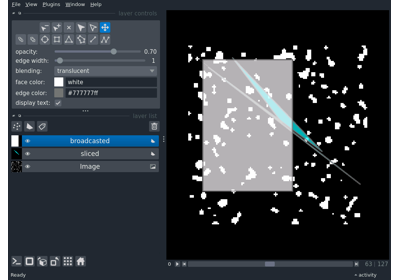 File View Plugins Window Help
layer controls
opacity: 0.70
edge width: 1
blending: translucent
face color: white
edge color: #777777ff
display text:
layer list
broadcasted
sliced
Image
63 127
Ready activity